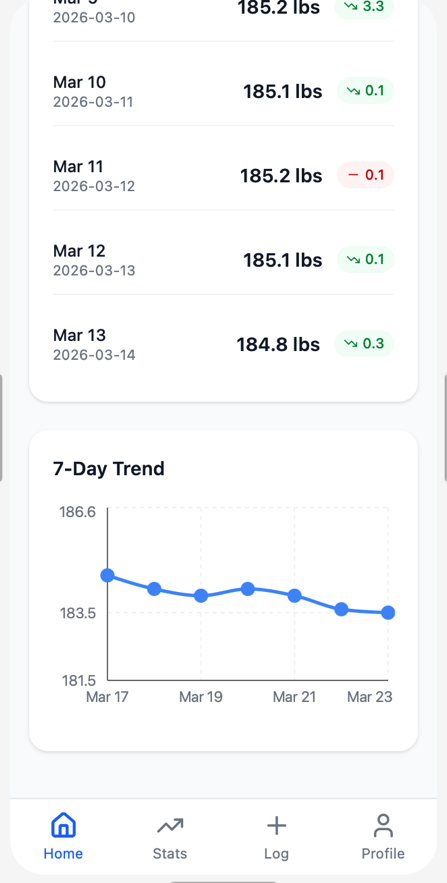 2026-03-10
185.2 lbs
3.3
Mar 10
2026-03-11
185.1 lbs
0.1
Mar 11
2026-03-12
185.2 lbs
0.1
Mar 12
2026-03-13
185.1 lbs
0.1
Mar 13
2026-03-14
184.8 lbs
0.3
7-Day Trend
186.6
183.5
181.5
Mar 17
Mar 19
Mar 21
Mar 23
Home
Stats
Log
Profile